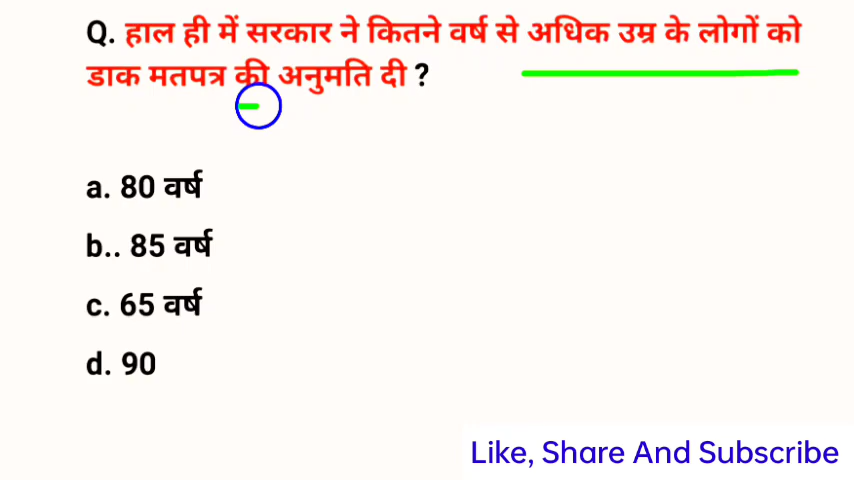 Q. हाल ही में सरकार ने कितने वर्ष से अधिक उम्र के लोगों को
डाक मतपत्र की अनुमति दी ?
a. 80 वर्ष
b.. 85 वर्ष
c. 65 वर्ष
d. 90
Like, Share And Subscribe